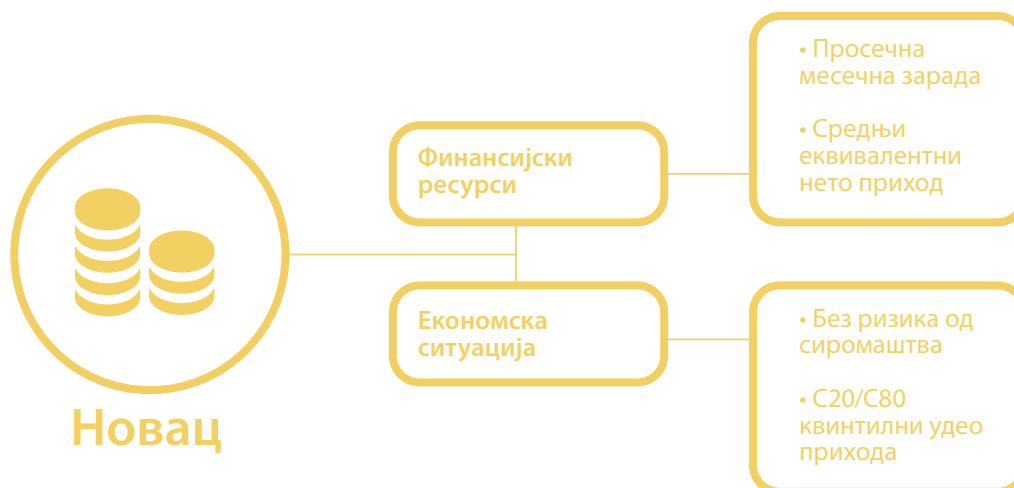 Новац
Финансијски
ресурси
• Просечна
месечна зарада
• Средњи
еквивалентни
нето приход
Економска
ситуација
• Без ризика од
сиромаштва
• С20/С80
квинтилни удео
прихода